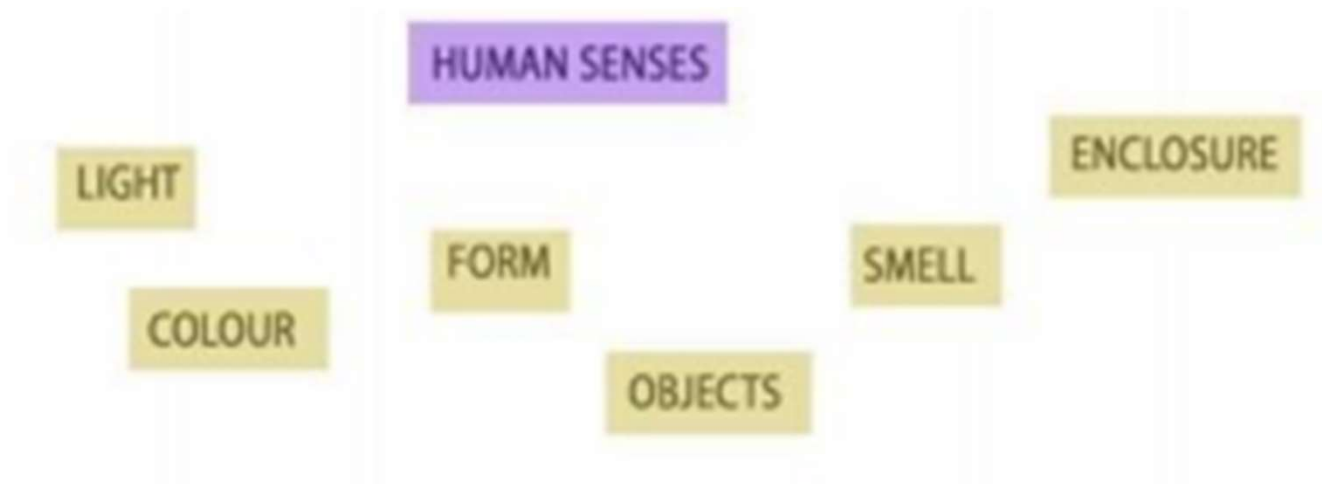 HUMAN SENSES
ENCLOSURE
LIGHT
FORM
SMELL
COLOUR
OBJECTS